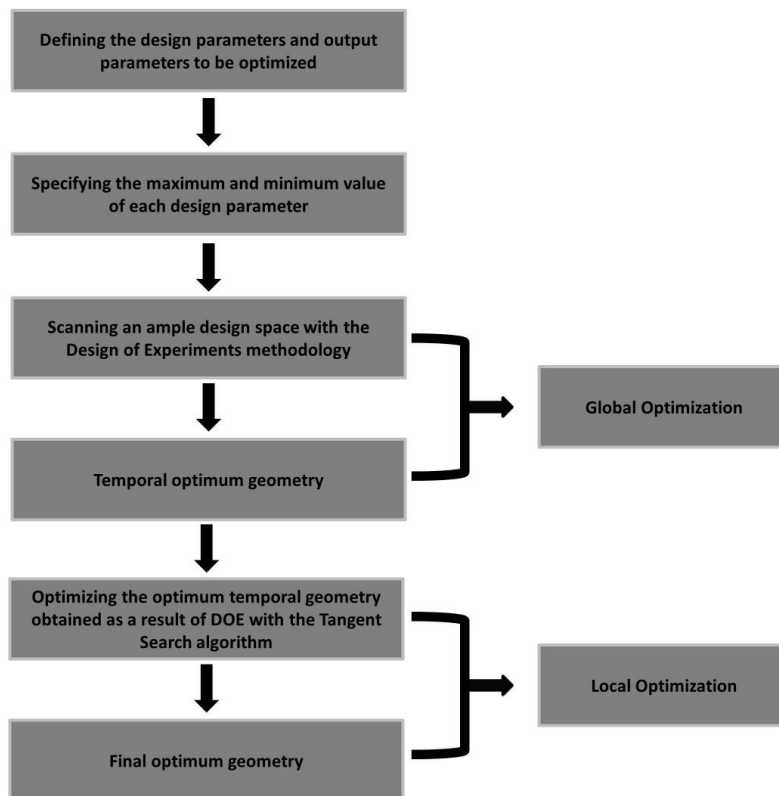 Defining the design parameters and output
parameters to be optimized
Specifying the maximum and minimum value
of each design parameter
Scanning an ample design space with the
Design of Experiments methodology
Global Optimization
Temporal optimum geometry
Optimizing the optimum temporal geometry
obtained as a result of DOE with the Tangent
Search algorithm
Local Optimization
Final optimum geometry